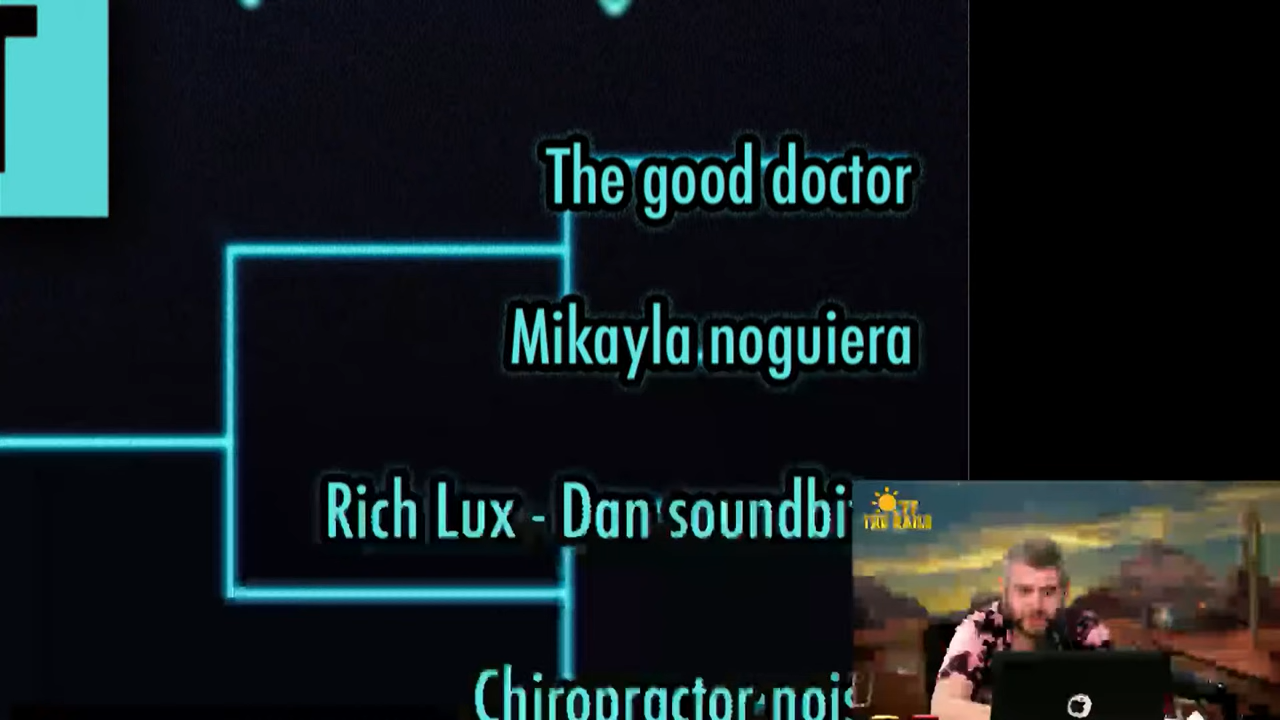 T
The good doctor
Mikayla noguiera
Rich Lux - Dan soundbi
Chiropractor nois